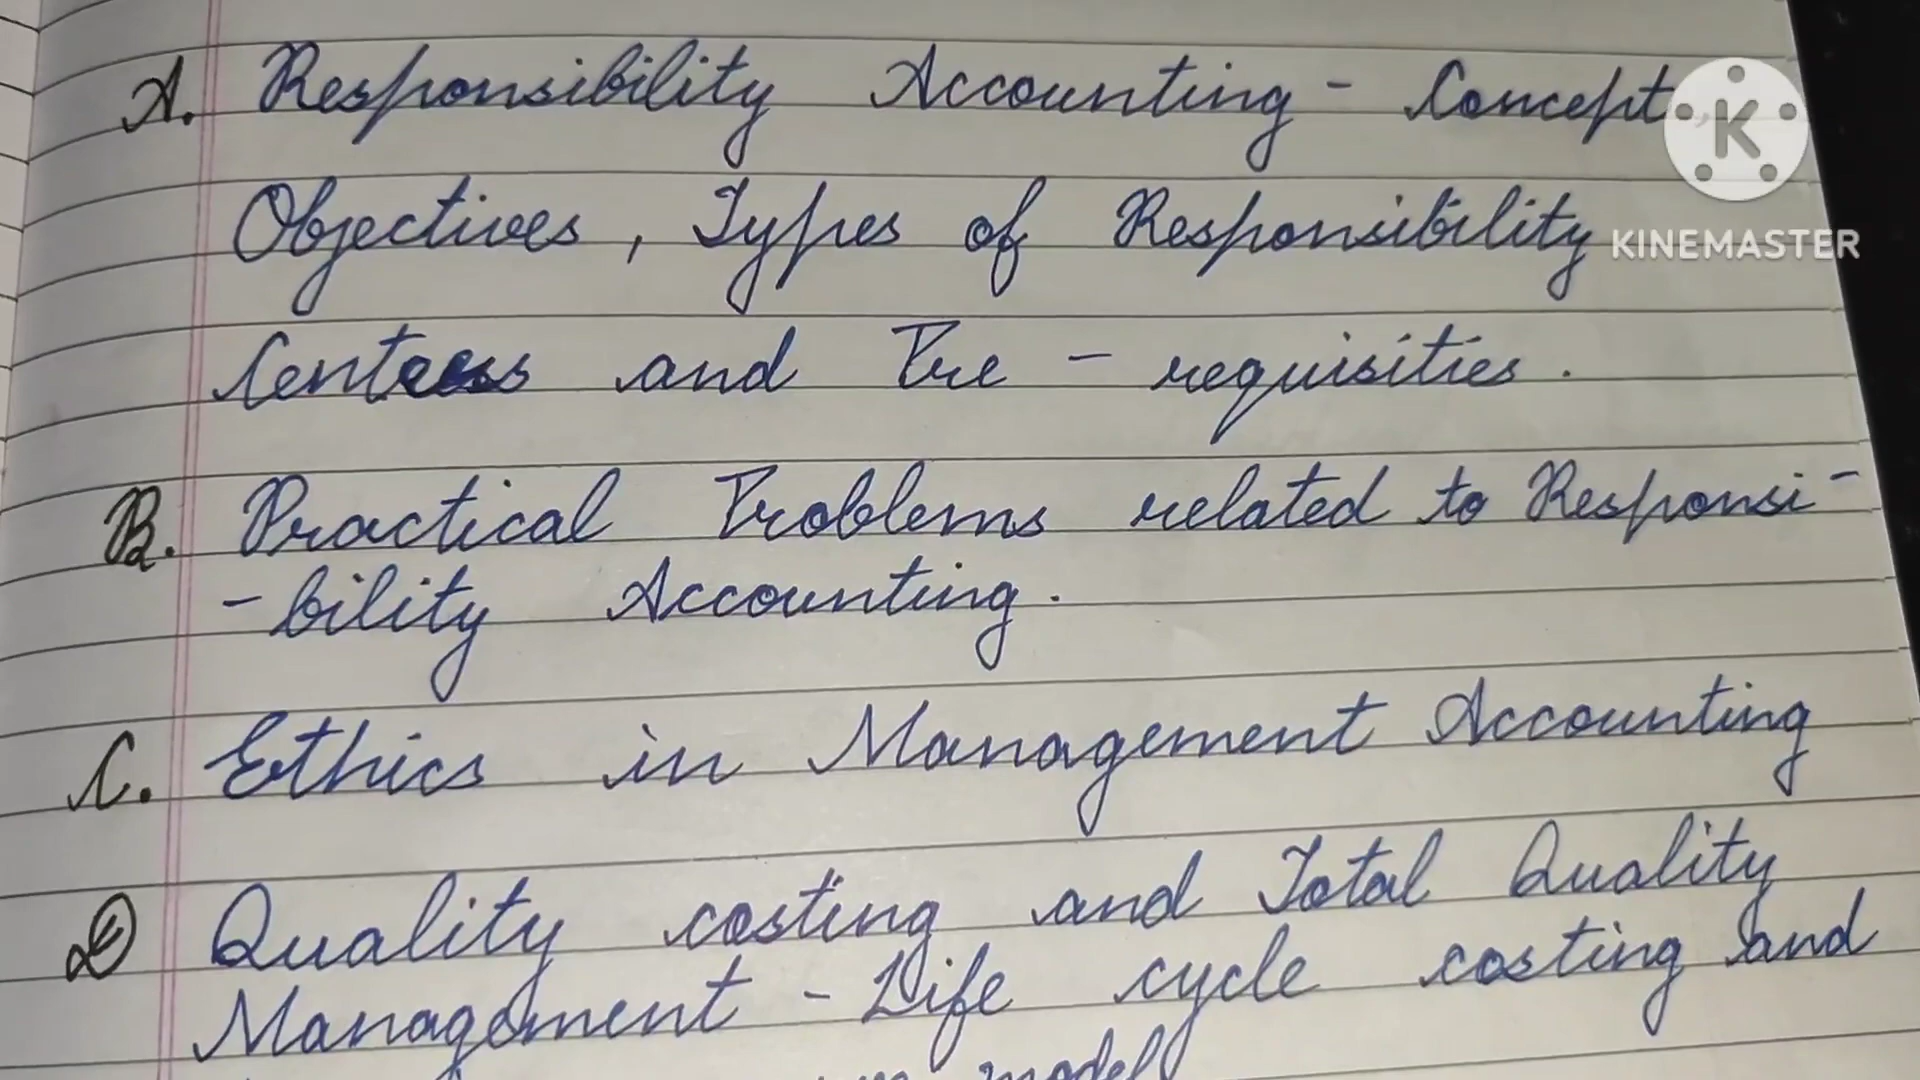 A. Responsibility Accounting - Concept,
Objectives, Types of Responsibility
Centers and Pre - requisities.
B. Practical Problems related to Responsi-
-bility Accounting.
C. Ethics in Management Accounting
D Quality costing and Total Quality
Management - Life cycle costing and
model
K
KINEMASTER